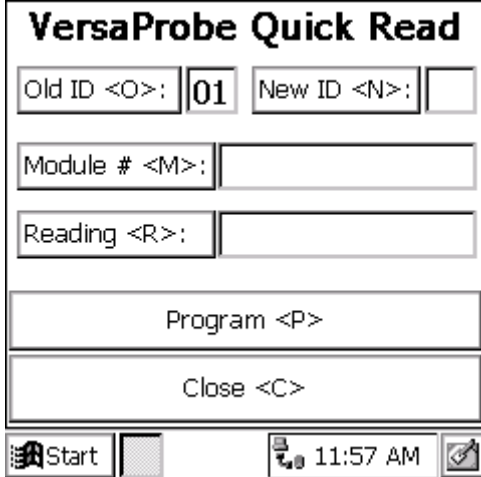 VersaProbe Quick Read
Old ID <O>: 01 New ID <N>:
Module # <M>:
Reading <R>:
Program <P>
Close <C>
Start 11:57 AM